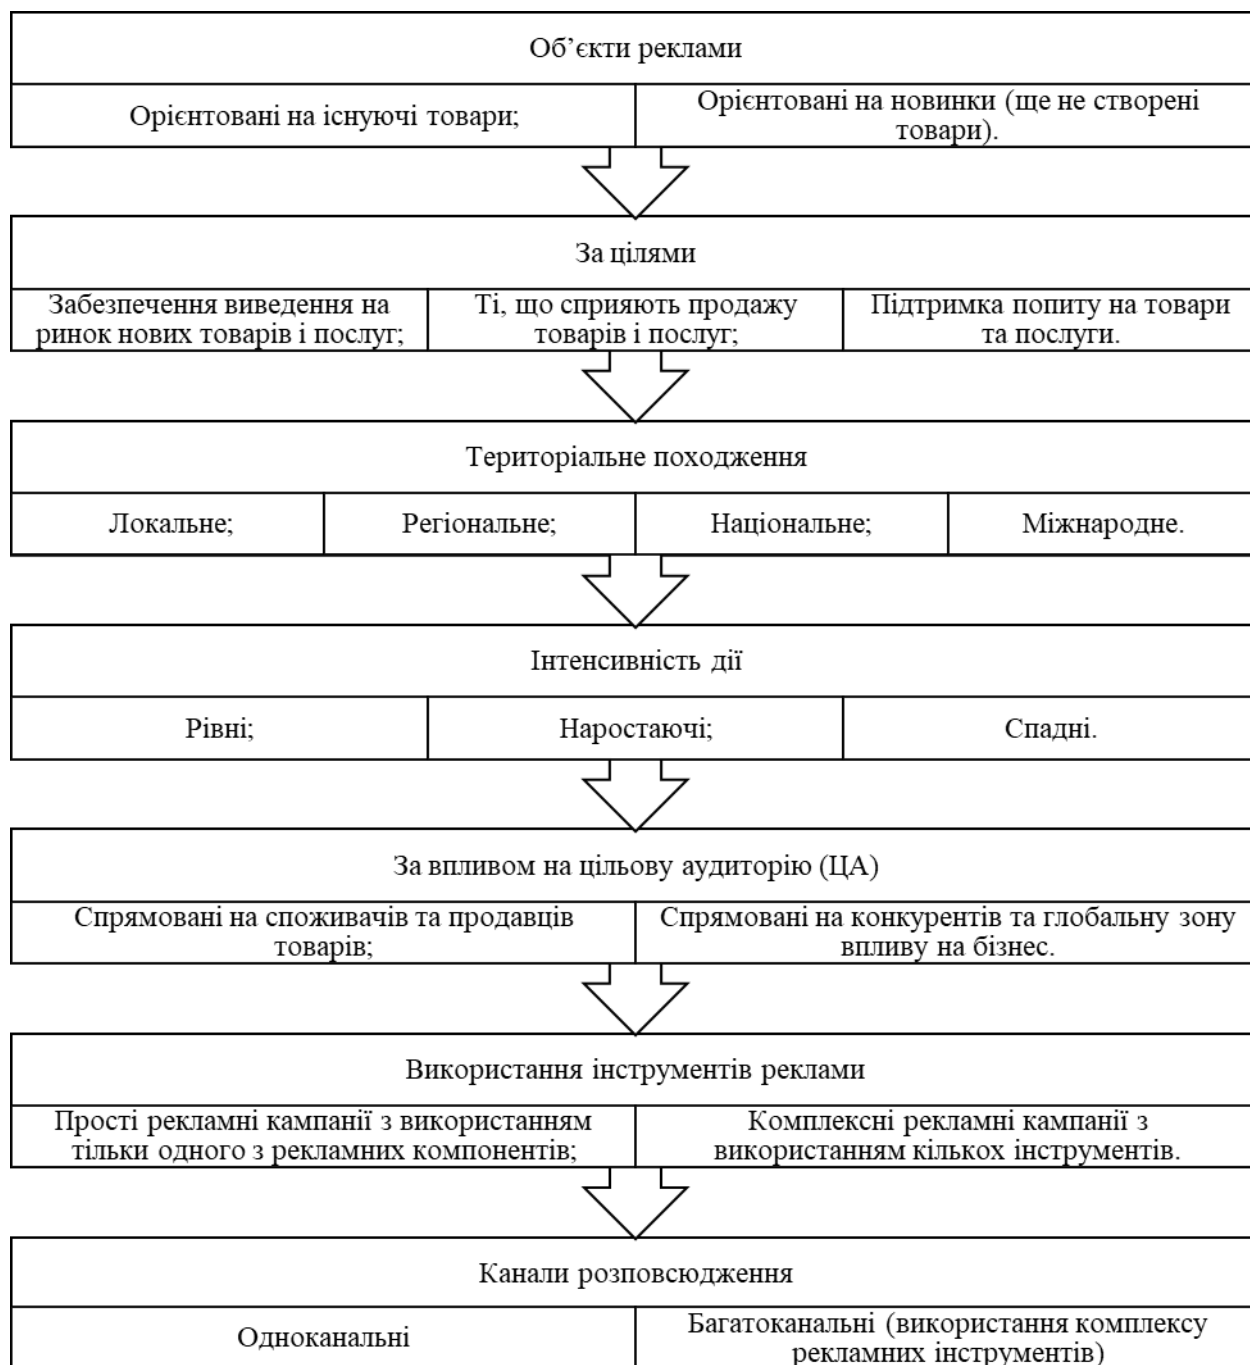 Об’єкти реклами
Орієнтовані на існуючі товари;
Орієнтовані на новинки (ще не створені
товари).
За цілями
Забезпечення виведення на
ринок нових товарів і послуг;
Ті, що сприяють продажу
товарів і послуг;
Підтримка попиту на товари
та послуги.
Територіальне походження
Локальне;
Регіональне;
Національне;
Міжнародне.
Інтенсивність дії
Рівні;
Наростаючі;
Спадні.
За впливом на цільову аудиторію (ЦА)
Спрямовані на споживачів та продавців
товарів;
Спрямовані на конкурентів та глобальну зону
впливу на бізнес.
Використання інструментів реклами
Прості рекламні кампанії з використанням
тільки одного з рекламних компонентів;
Комплексні рекламні кампанії з
використанням кількох інструментів.
Канали розповсюдження
Одноканальні
Багатоканальні (використання комплексу
рекламних інструментів)